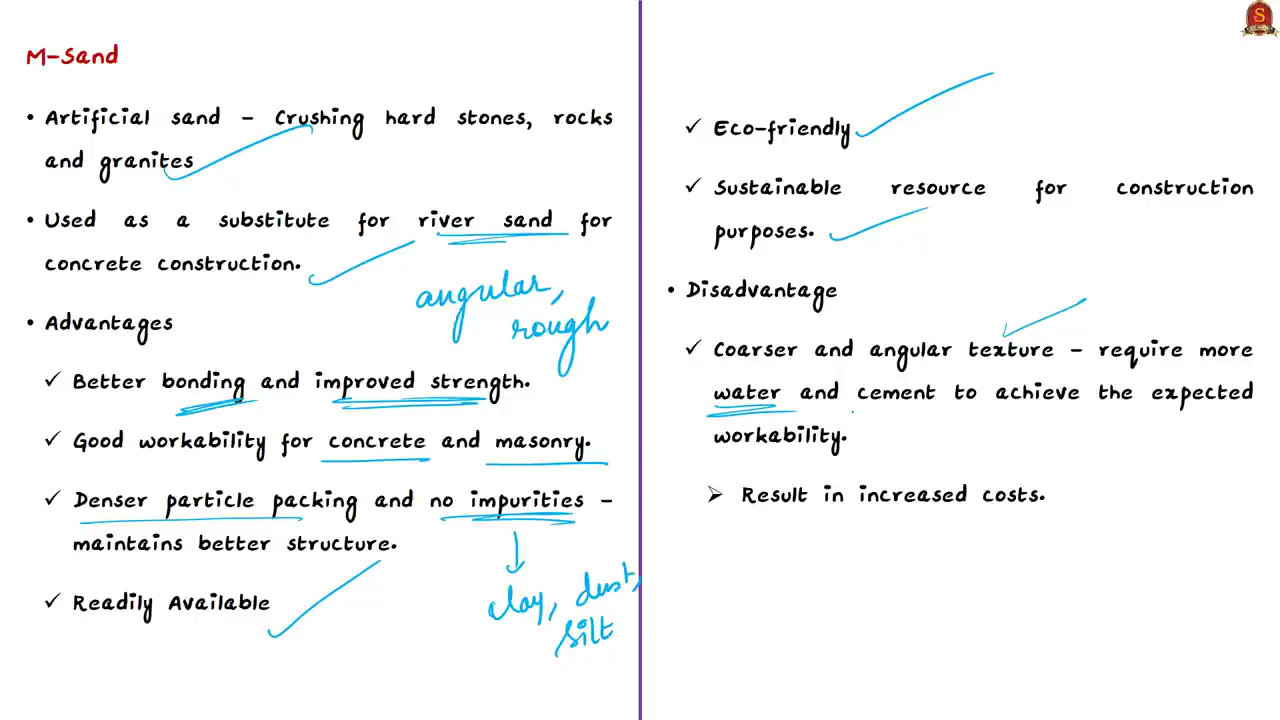 M-Sand
• Artificial sand – Crushing hard stones, rocks
and granites
• Used as a substitute for river sand for
concrete construction.
angular,
rough
• Advantages
✓ Better bonding and improved strength.
✓ Good workability for concrete and masonry.
✓ Denser particle packing and no impurities –
maintains better structure.
clay, dust,
silt
✓ Readily Available
S
✓ Eco-friendly
✓ Sustainable resource for construction
purposes.
• Disadvantage
✓ Coarser and angular texture – require more
water and cement to achieve the expected
workability.
➢ Result in increased costs.